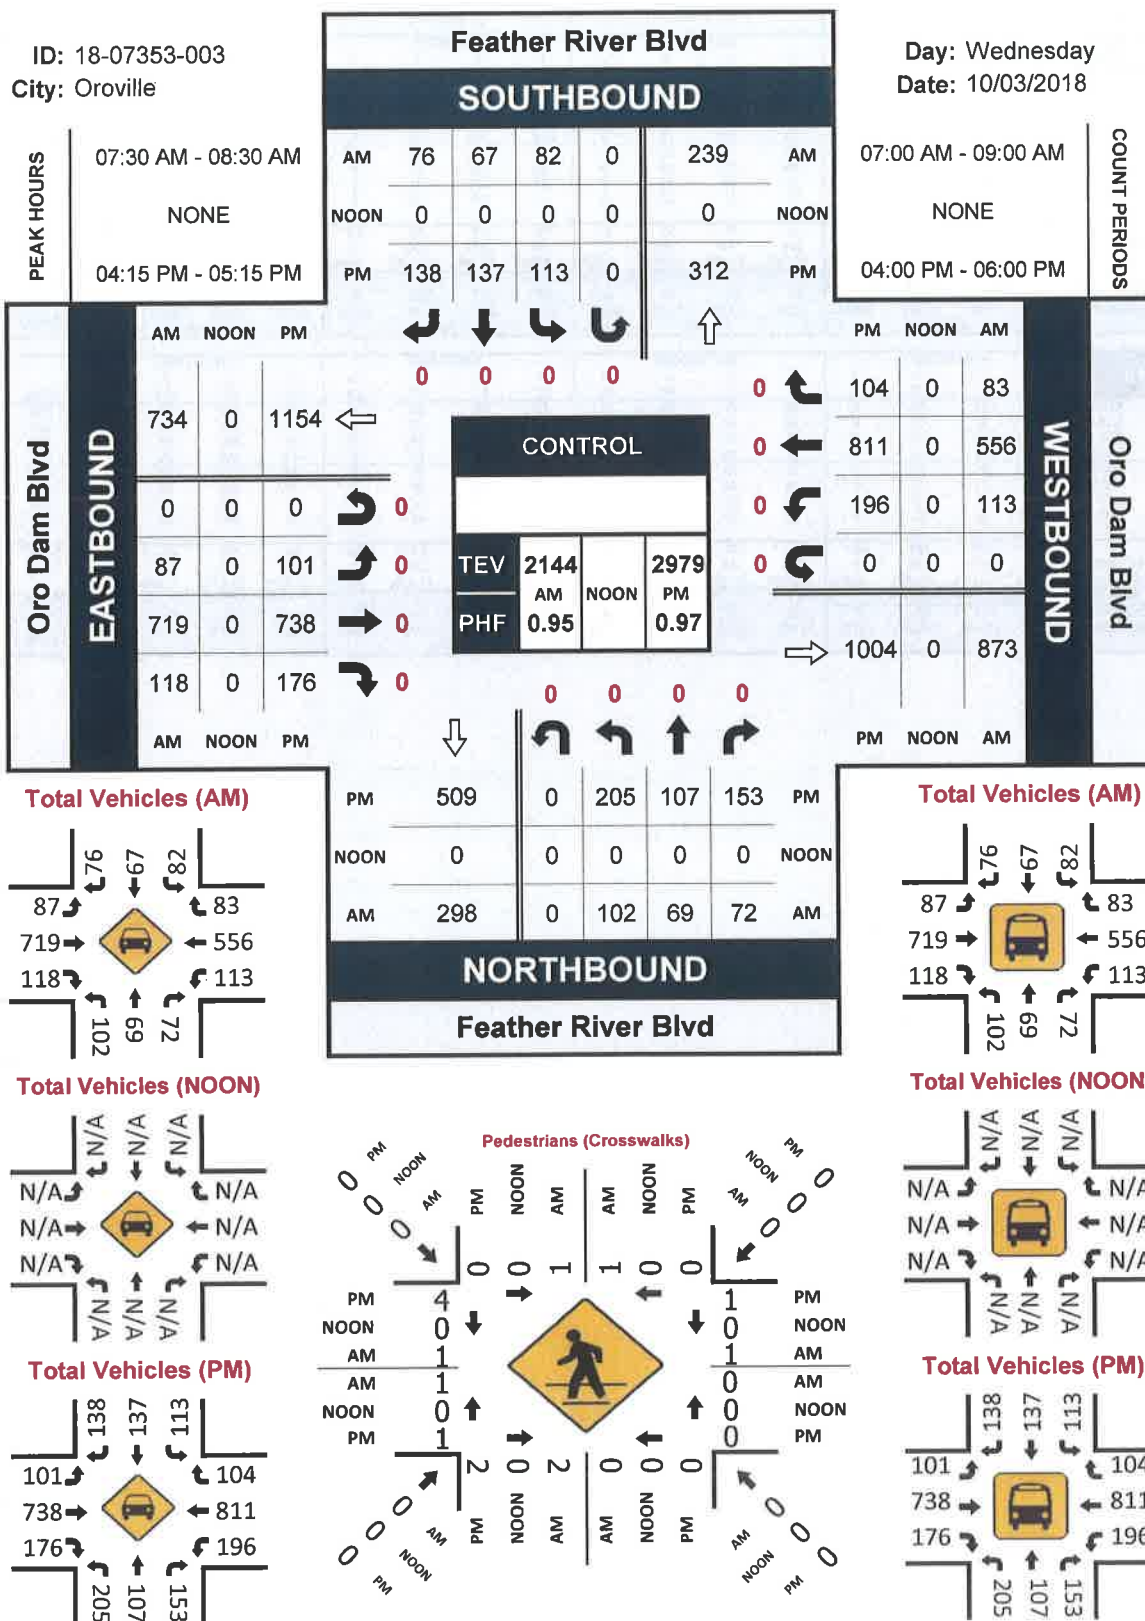 ID: 18-07353-003
City: Oroville
Feather River Blvd
SOUTHBOUND
Day: Wednesday
Date: 10/03/2018
PEAK HOURS
07:30 AM - 08:30 AM
NONE
04:15 PM - 05:15 PM
AM 76 67 82 0 239 AM
NOON 0 0 0 0 0 NOON
PM 138 137 113 0 312 PM
07:00 AM - 09:00 AM
NONE
04:00 PM - 06:00 PM
COUNT PERIODS
0 0 0 0
Oro Dam Blvd
EASTBOUND
AM NOON PM
734 0 1154
0 0 0 0
87 0 101 0
719 0 738 0
118 0 176 0
AM NOON PM
CONTROL
TEV 2144 2979
AM NOON PM
PHF 0.95 0.97
PM NOON AM
0 104 0 83
0 811 0 556
0 196 0 113
0 0 0 0
1004 0 873
PM NOON AM
WESTBOUND
Oro Dam Blvd
0 0 0 0
PM 509 0 205 107 153 PM
NOON 0 0 0 0 0 NOON
AM 298 0 102 69 72 AM
NORTHBOUND
Feather River Blvd
Total Vehicles (AM)
76 67 82
87 83
719 556
118 113
102 69 72
Total Vehicles (NOON)
N/A N/A N/A
N/A N/A
N/A N/A
N/A N/A
N/A N/A N/A
Total Vehicles (PM)
138 137 113
101 104
738 811
176 196
205 107 153
Pedestrians (Crosswalks)
PM NOON AM
0 0 0
PM NOON AM AM NOON PM
0 0 1 1 0 0
PM NOON AM
0 0 0
PM 4 1 PM
NOON 0 0 NOON
AM 1 1 AM
AM 1 0 AM
NOON 0 0 NOON
PM 1 0 PM
2 0 2 0 0 0
PM NOON AM AM NOON PM
0 0 0
AM NOON PM
0 0 0
AM NOON PM
Total Vehicles (AM)
76 67 82
87 83
719 556
118 113
102 69 72
Total Vehicles (NOON
N/A N/A N/A
N/A N/A
N/A N/A
N/A N/A
N/A N/A N/A
Total Vehicles (PM)
138 137 113
101 104
738 811
176 196
205 107 153